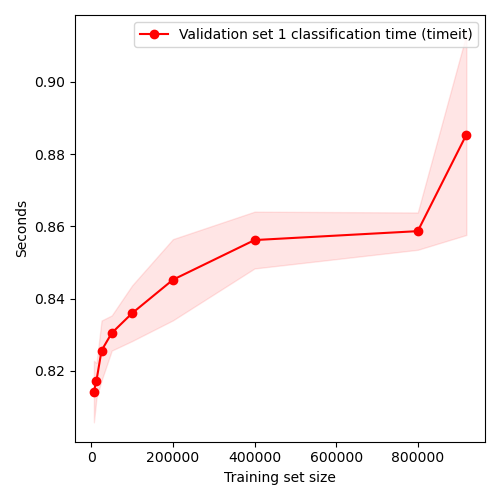 Validation set 1 classification time (timeit)
0.90
0.88
0.86
0.84
0.82
Seconds
0 200000 400000 600000 800000
Training set size